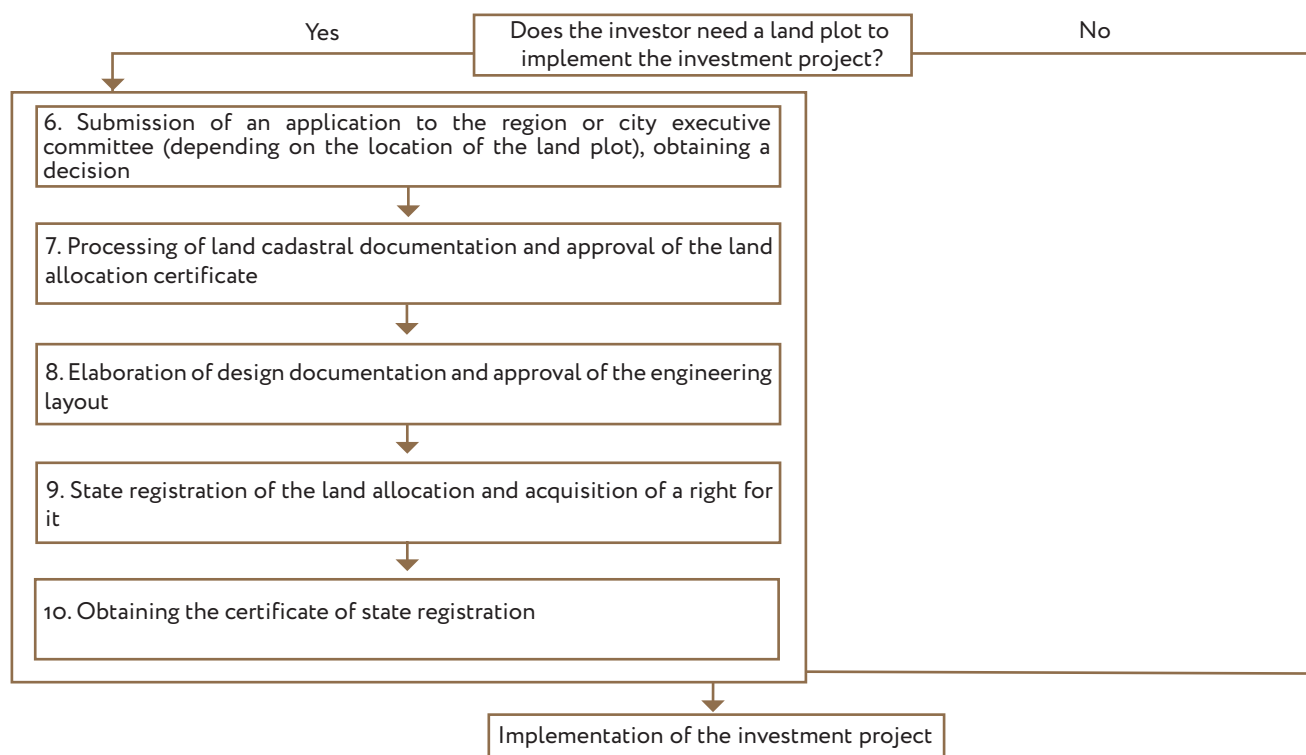 Yes
Does the investor need a land plot to
implement the investment project?
No
6. Submission of an application to the region or city executive
committee (depending on the location of the land plot), obtaining a
decision
7. Processing of land cadastral documentation and approval of the land
allocation certificate
8. Elaboration of design documentation and approval of the engineering
layout
9. State registration of the land allocation and acquisition of a right for
it
10. Obtaining the certificate of state registration
Implementation of the investment project